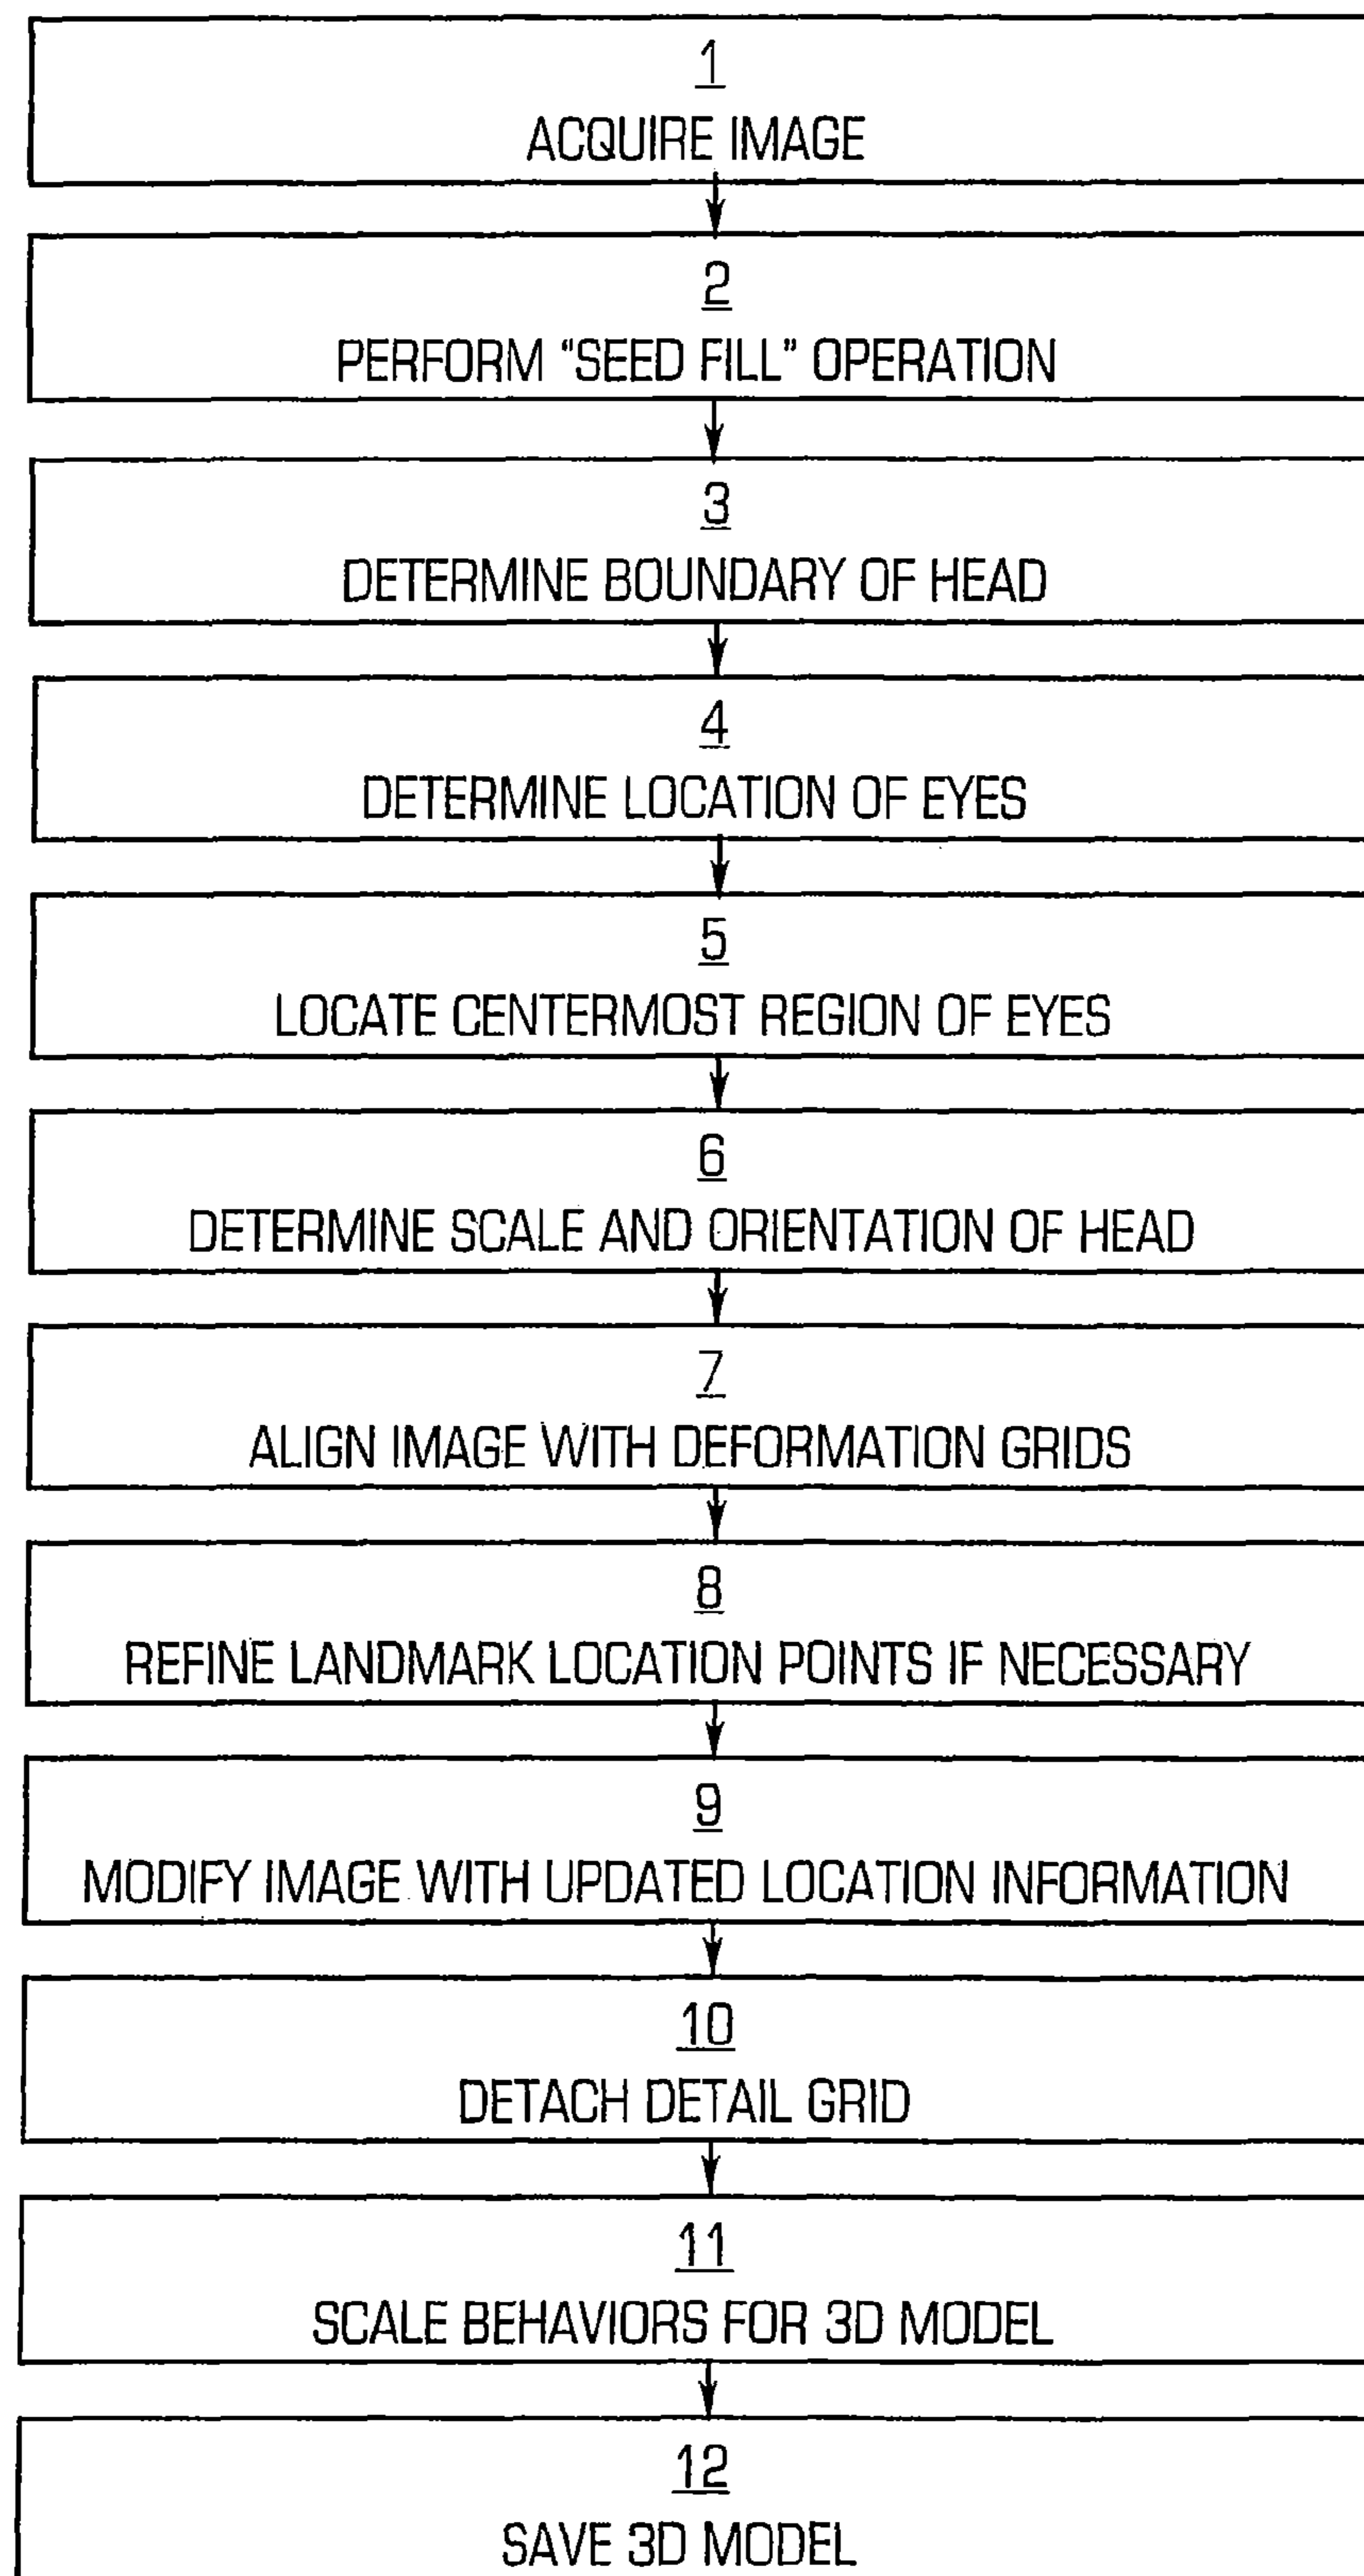 1
ACQUIRE IMAGE
2
PERFORM "SEED FILL" OPERATION
3
DETERMINE BOUNDARY OF HEAD
4
DETERMINE LOCATION OF EYES
5
LOCATE CENTERMOST REGION OF EYES
6
DETERMINE SCALE AND ORIENTATION OF HEAD
7
ALIGN IMAGE WITH DEFORMATION GRIDS
8
REFINE LANDMARK LOCATION POINTS IF NECESSARY
9
MODIFY IMAGE WITH UPDATED LOCATION INFORMATION
10
DETACH DETAIL GRID
11
SCALE BEHAVIORS FOR 3D MODEL
12
SAVE 3D MODEL